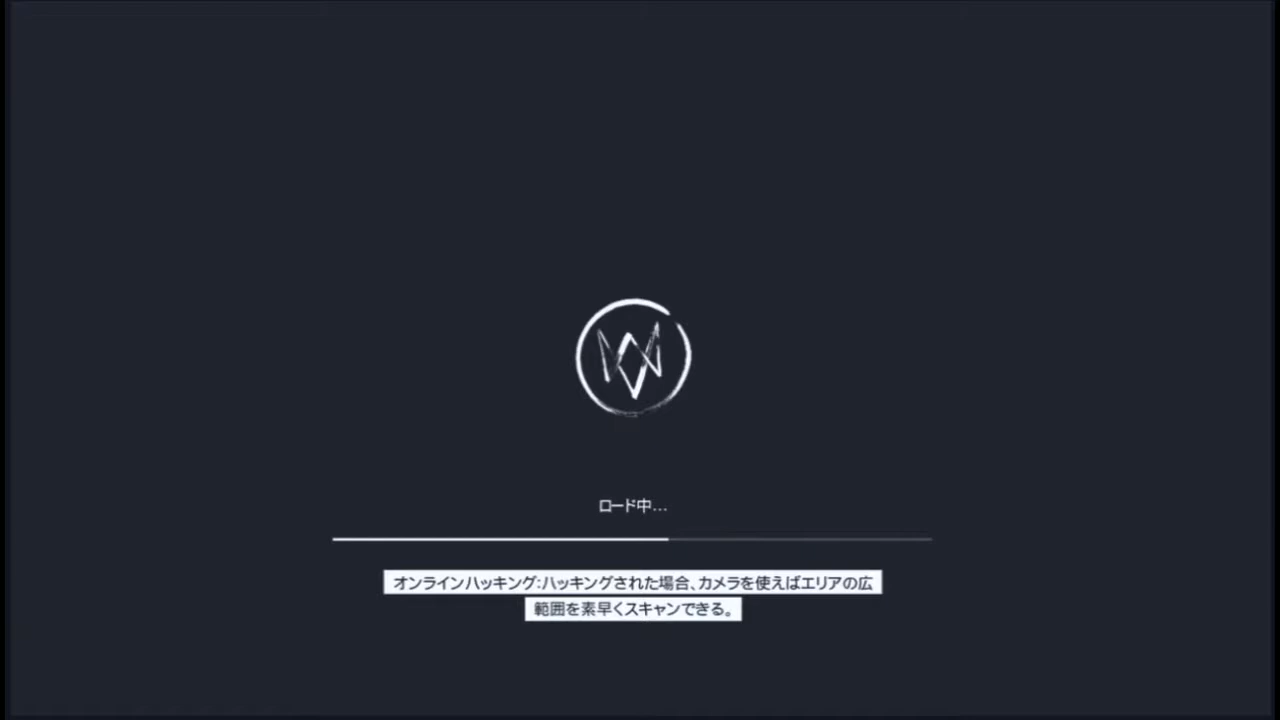 ロード中...
オンラインハッキング:ハッキングされた場合、カメラを使えばエリアの広
範囲を素早くスキャンできる。